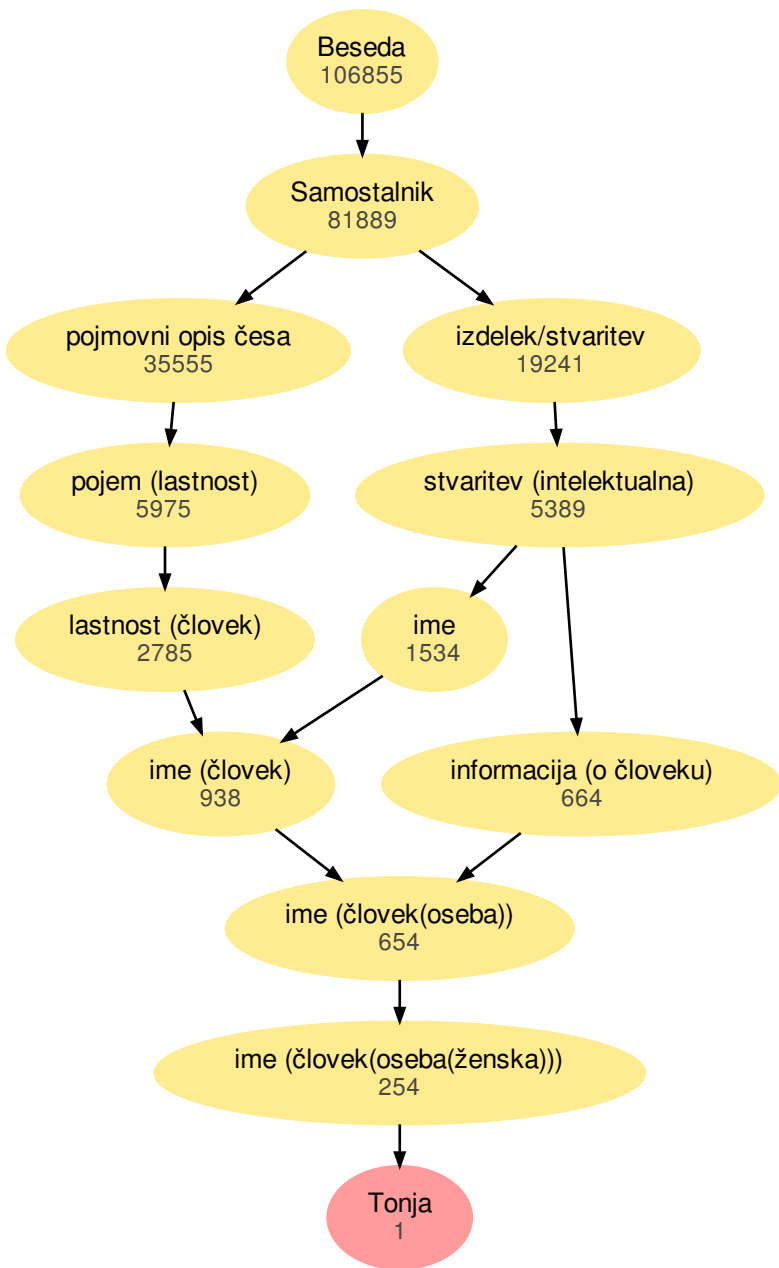 Beseda
106855
Samostalnik
81889
pojmovni opis česa
35555
izdelek/stvaritev
19241
pojem (lastnost)
5975
stvaritev (intelektualna)
5389
lastnost (človek)
2785
ime
1534
ime (človek)
938
informacija (o človeku)
664
ime (človek(oseba))
654
ime (človek(oseba(ženska)))
254
Tonja
1